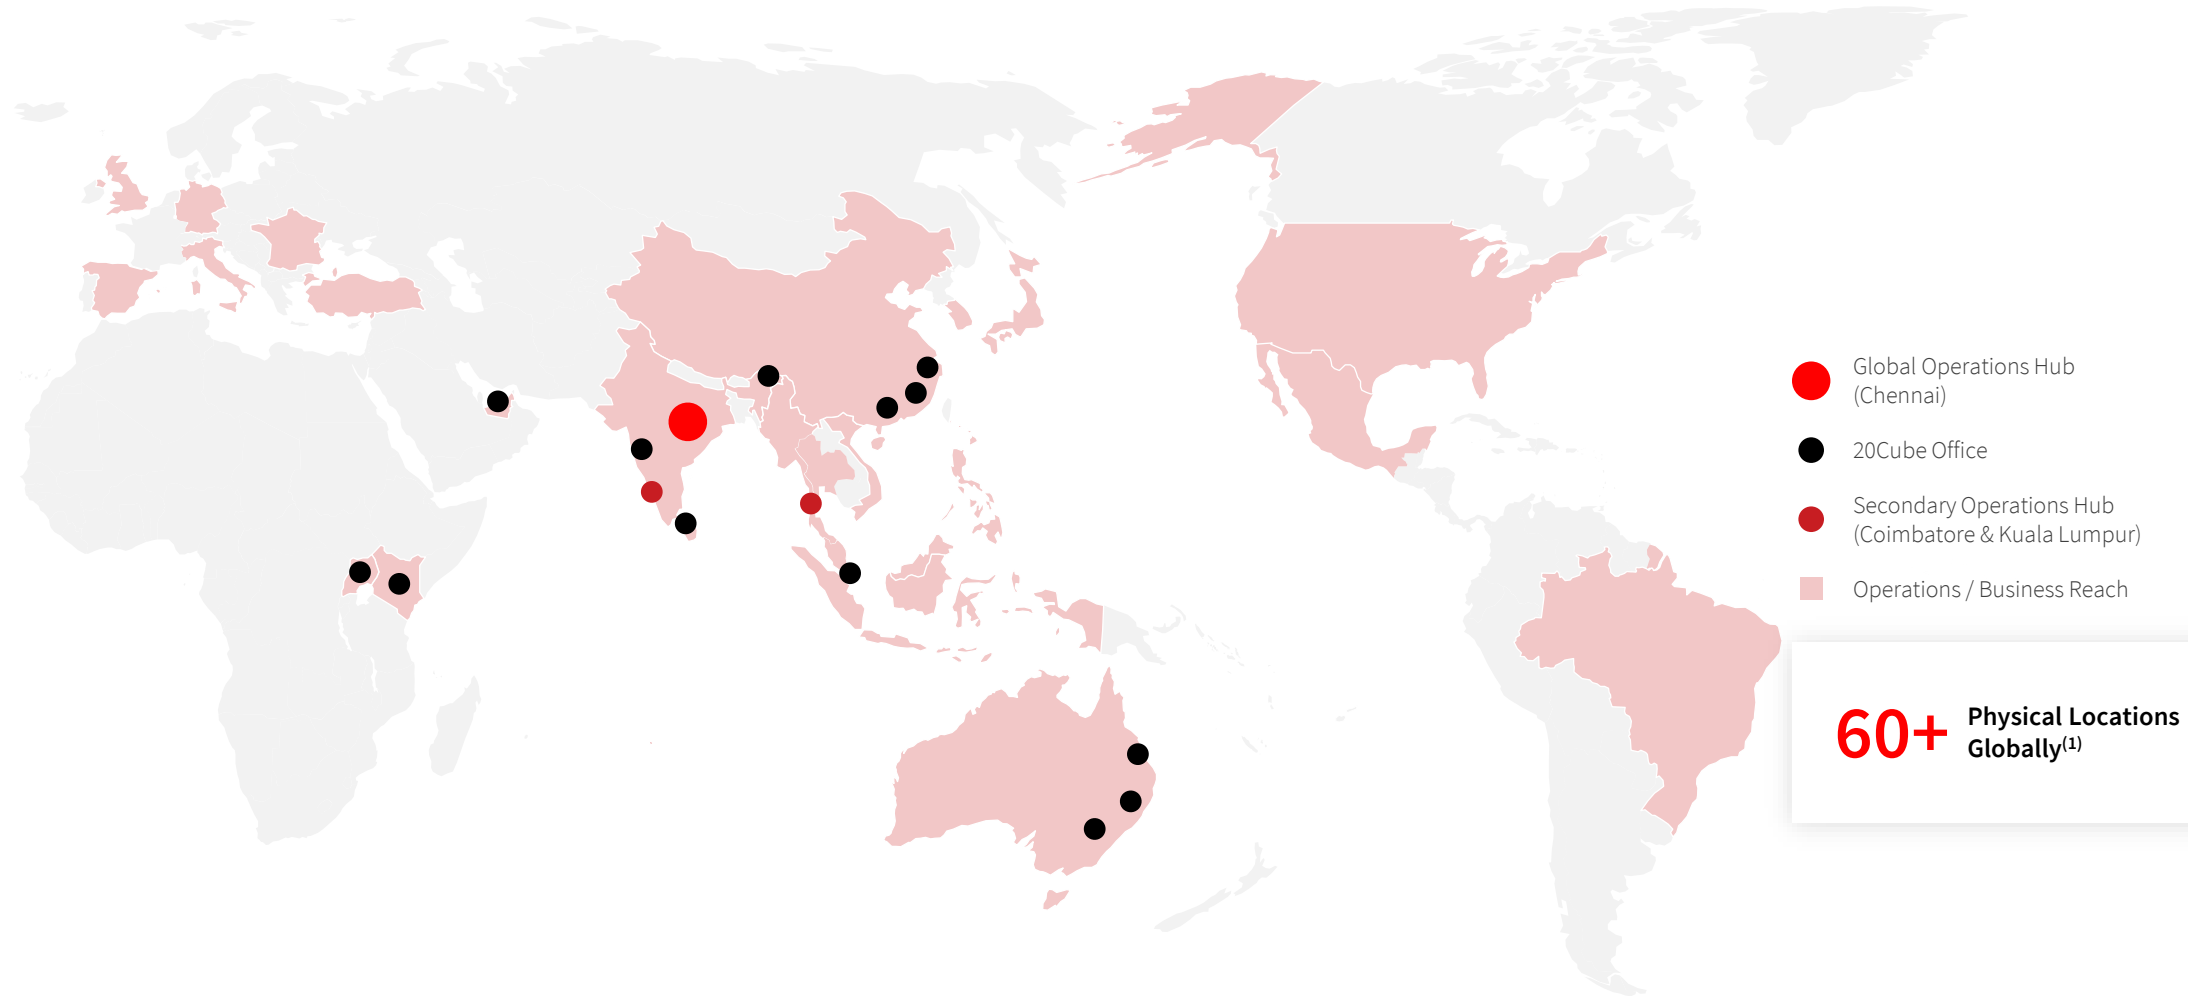 Global Operations Hub
(Chennai)
20Cube Office
Secondary Operations Hub
(Coimbatore & Kuala Lumpur)
Operations / Business Reach
60+ Physical Locations
Globally(1)